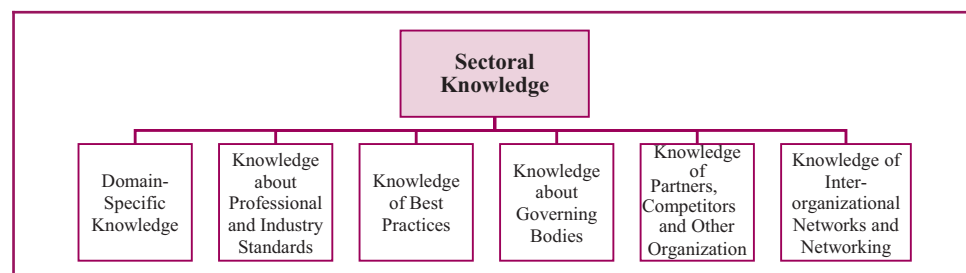 Sectoral
Knowledge
Domain-
Specific
Knowledge
Knowledge
about
Professional
and Industry
Standards
Knowledge
of Best
Practices
Knowledge
about
Governing
Bodies
Knowledge
of
Partners,
Competitors
and Other
Organization
Knowledge of
Inter-
organizational
Networks and
Networking